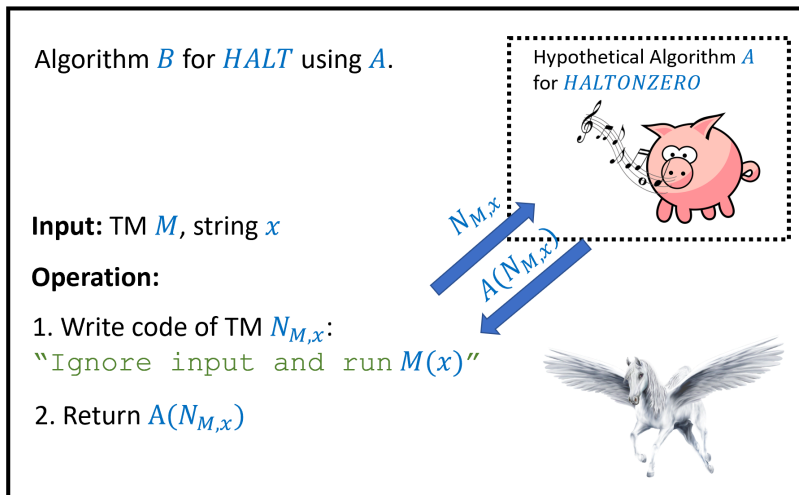 Algorithm B for HALT using A.
Hypothetical Algorithm A
for HALTONZERO
N_{M,x}
A(N_{M,x})
Input: TM M, string x
Operation:
1. Write code of TM N_{M,x}:
“Ignore input and run M(x)”
2. Return A(N_{M,x})